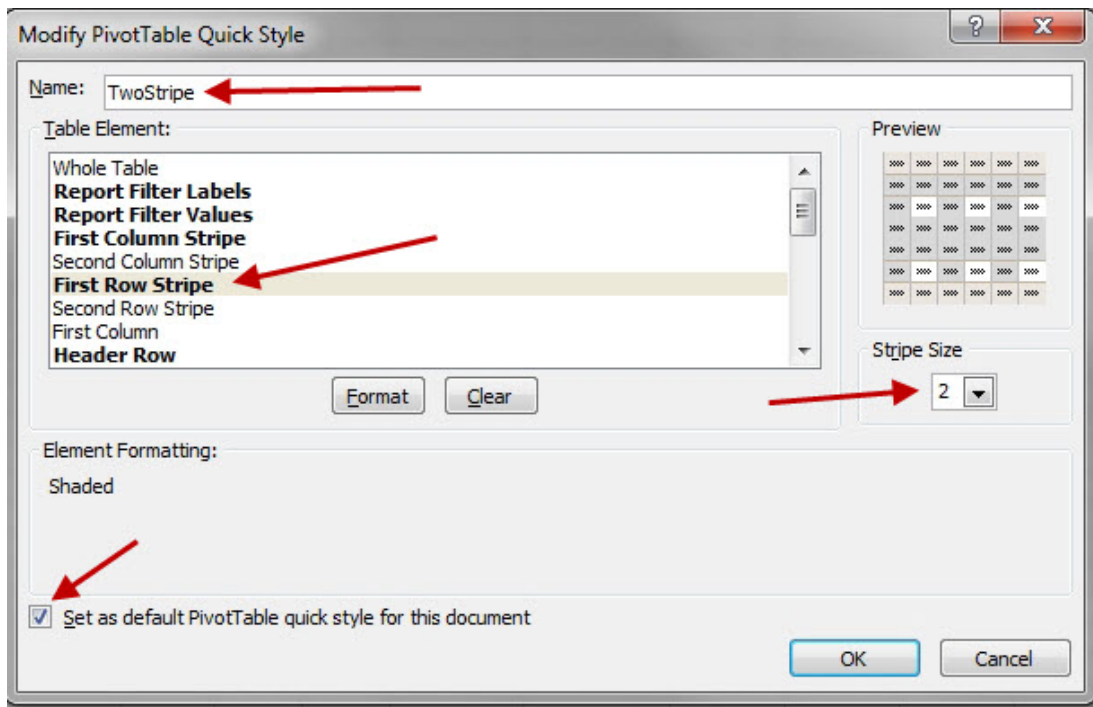 Modify PivotTable Quick Style
Name: TwoStripe
Table Element:
Whole Table
Report Filter Labels
Report Filter Values
First Column Stripe
Second Column Stripe
First Row Stripe
Second Row Stripe
First Column
Header Row
Format Clear
Preview
Stripe Size
2
Element Formatting:
Shaded
Set as default PivotTable quick style for this document
OK Cancel